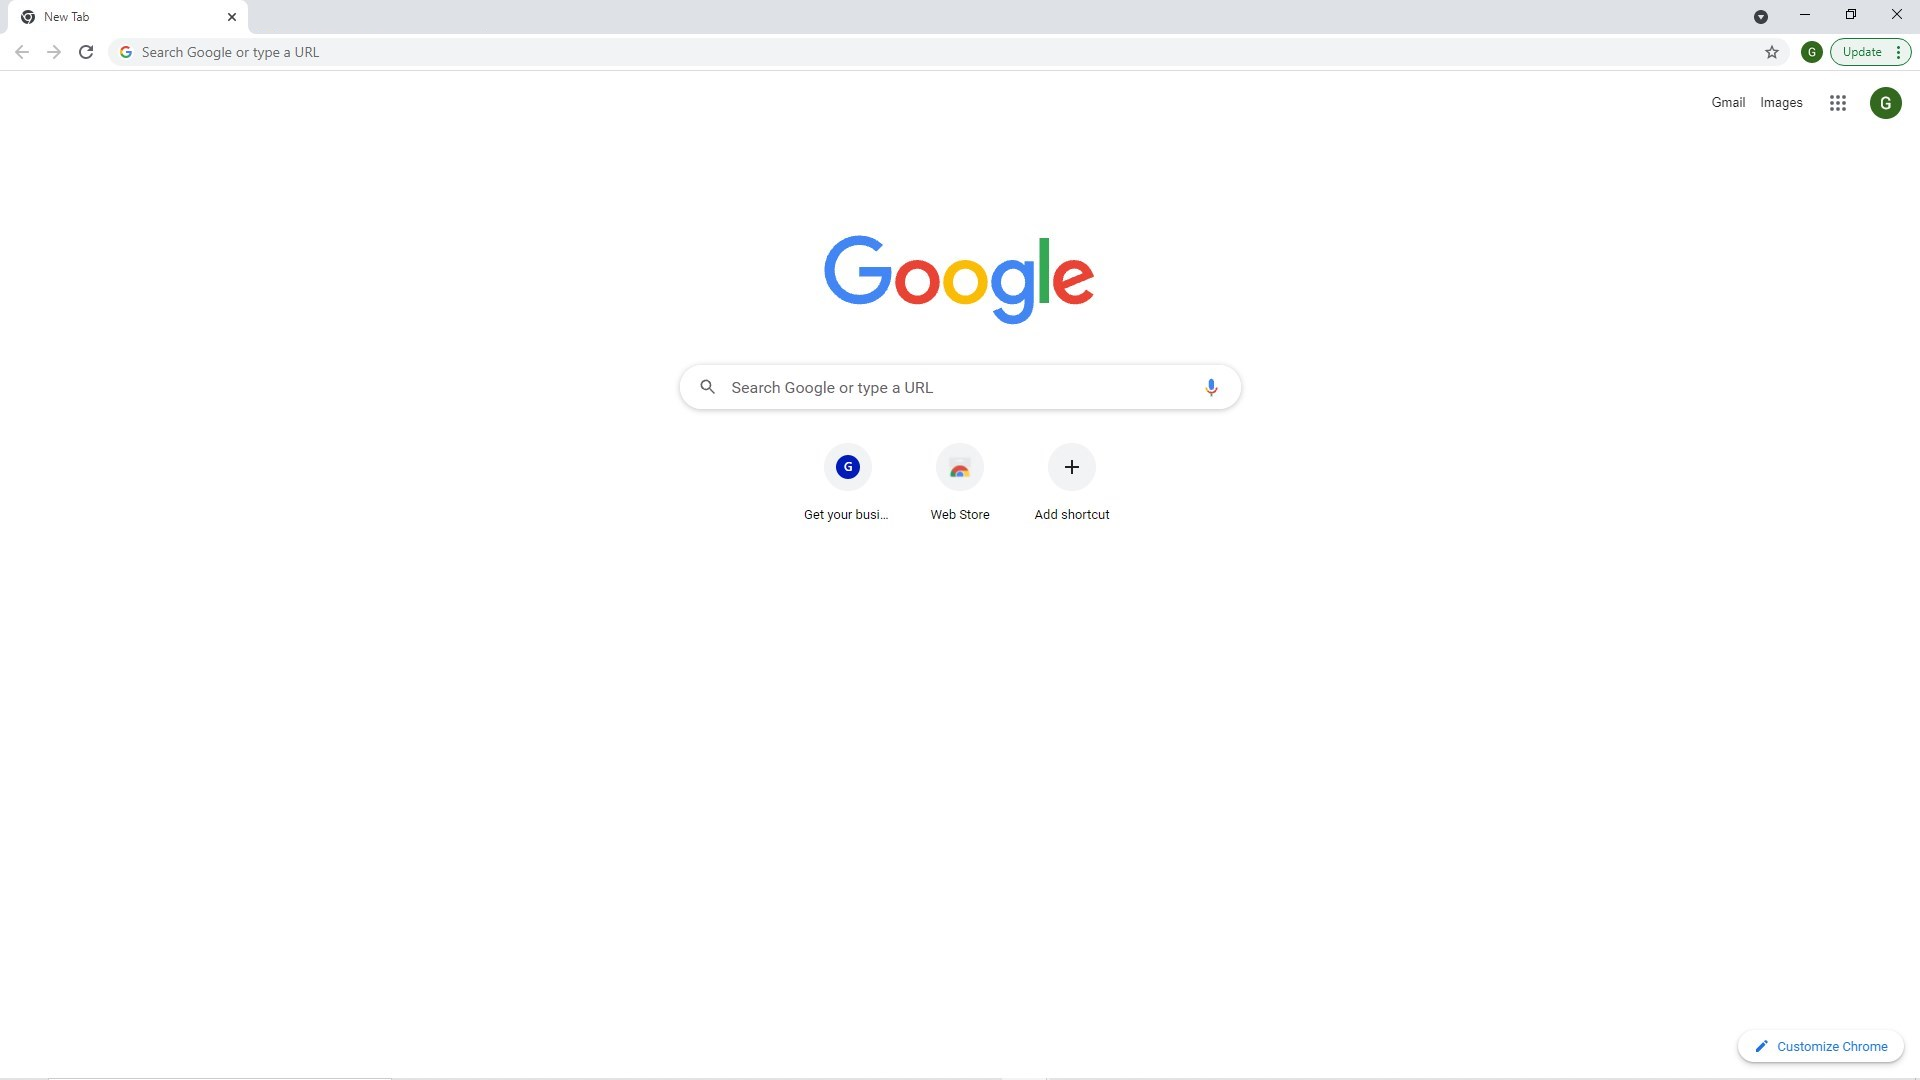 New Tab
Search Google or type a URL
G
Update
Gmail
Images
G
Google
Search Google or type a URL
G
Get your busi...
Web Store
Add shortcut
Customize Chrome